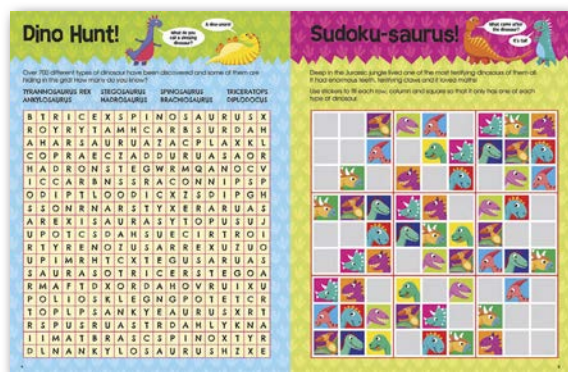 Dino Hunt!
What do you
call a sleeping
dinosaur?
A dino-snore!
Over 700 different types of dinosaur have been discovered and some of them are
hiding in this grid! How many do you know?
TYRANNOSAURUS REX STEGOSAURUS SPINOSAURUS TRICERATOPS
ANKYLOSAURUS HADROSAURUS BRACHIOSAURUS DIPLODOCUS
B T R I C E X S P I N O S A U R U S X
R O Y R Y T A M H C A R B S U R D A H
A H A R S A U R U A Z A C P L A X K L
C O P R A E C Z A D D U R U A S A O R
H A D R O N S T E G W R M Q A N O C V
I C C A R B N S S R A C O N N I P S P
O D I P T L O O D I C X Z S D I P G H
S S O N R N A R S T Y X E R A R U A S
A R E X I S A U R A S Y T O P U S U U
U P O T C S D A H S U E C I R T R O I
R T Y R E N O Z U S A R R E X U Z U O
U P I M R H T C X T E G U S A R U A S
S A U R A S O T R I C E R S T E G O A
R M A F T D X O R D A H O V R U I X U
P O L I O S K L E G N G P O T E T C R
T O P L P S A N K Y E A U R U S X R T
R S P U S R U A S T R D A H L Y K N A
I I M A T B R A S C S P I N O X T Y R
D L N A N K Y L O S A U R U S H Z X E
Sudoku-saurus!
What came after
the dinosaur?
It's tail!
Deep in the Jurassic jungle lived one of the most terrifying dinosaurs of them all.
It had enormous teeth, terrifying claws and it loved maths!
Use stickers to fill each row, column and square so that it only has one of each
type of dinosaur.